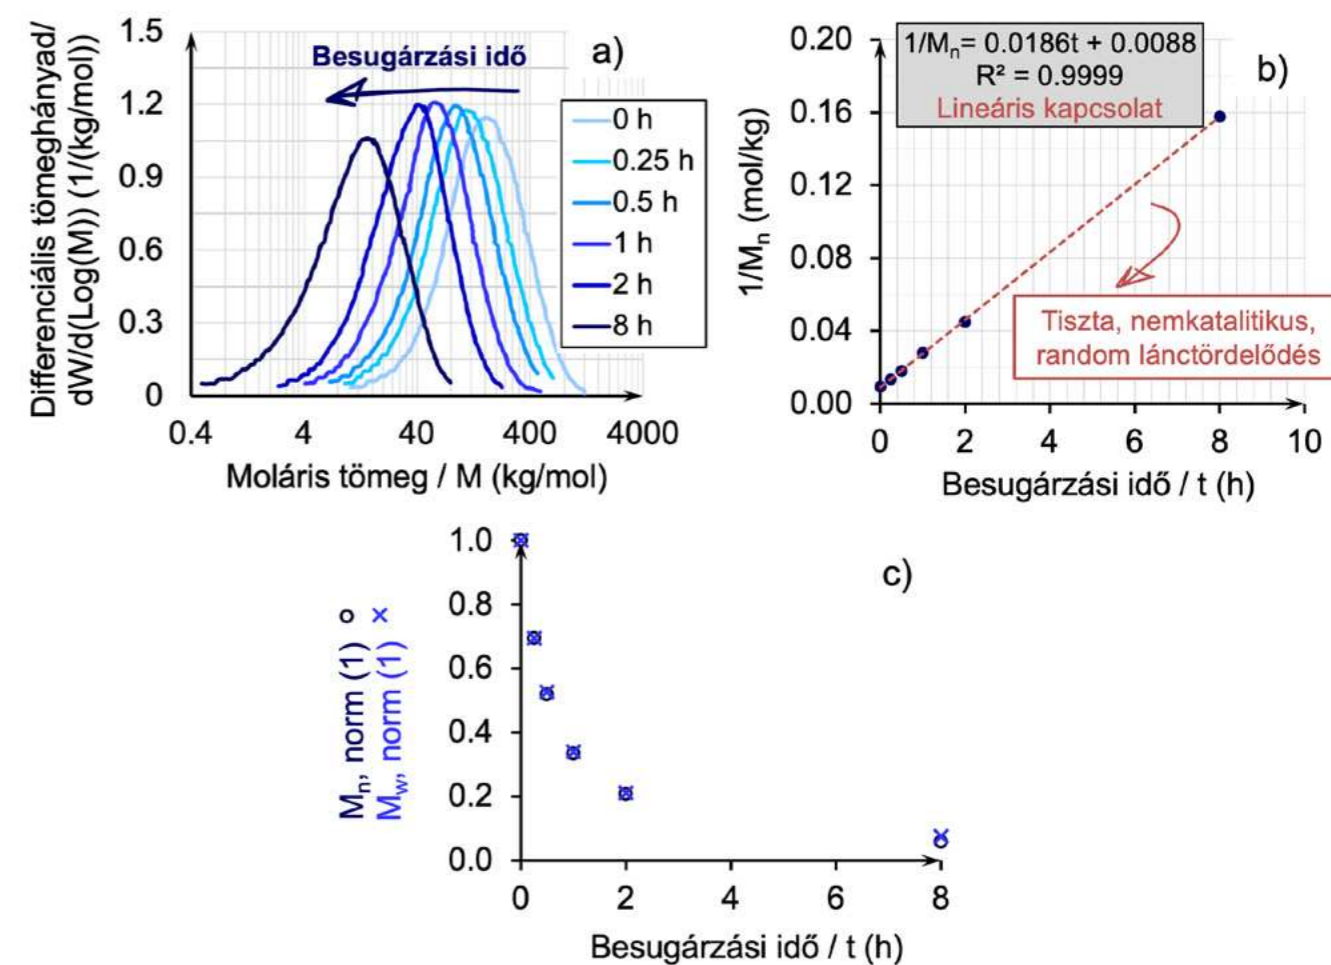 Differenciális tömeghányad/
dW/d(Log(M)) (1/(kg/mol))
1.5
1.2
0.9
0.6
0.3
0
Besugárzási idő
a)
0 h
0.25 h
0.5 h
1 h
2 h
8 h
0.4 4 40 400 4000
Moláris tömeg / M (kg/mol)
1/Mₙ (mol/kg)
0.20
0.16
0.12
0.08
0.04
0.00
1/Mₙ= 0.0186t + 0.0088
R² = 0.9999
Lineáris kapcsolat
b)
Tiszta, nemkatalitikus,
random lánctördelődés
0 2 4 6 8 10
Besugárzási idő / t (h)
Mₙ, norm (1)
M_w, norm (1)
1.0
0.8
0.6
0.4
0.2
0.0
c)
0 2 4 6 8
Besugárzási idő / t (h)